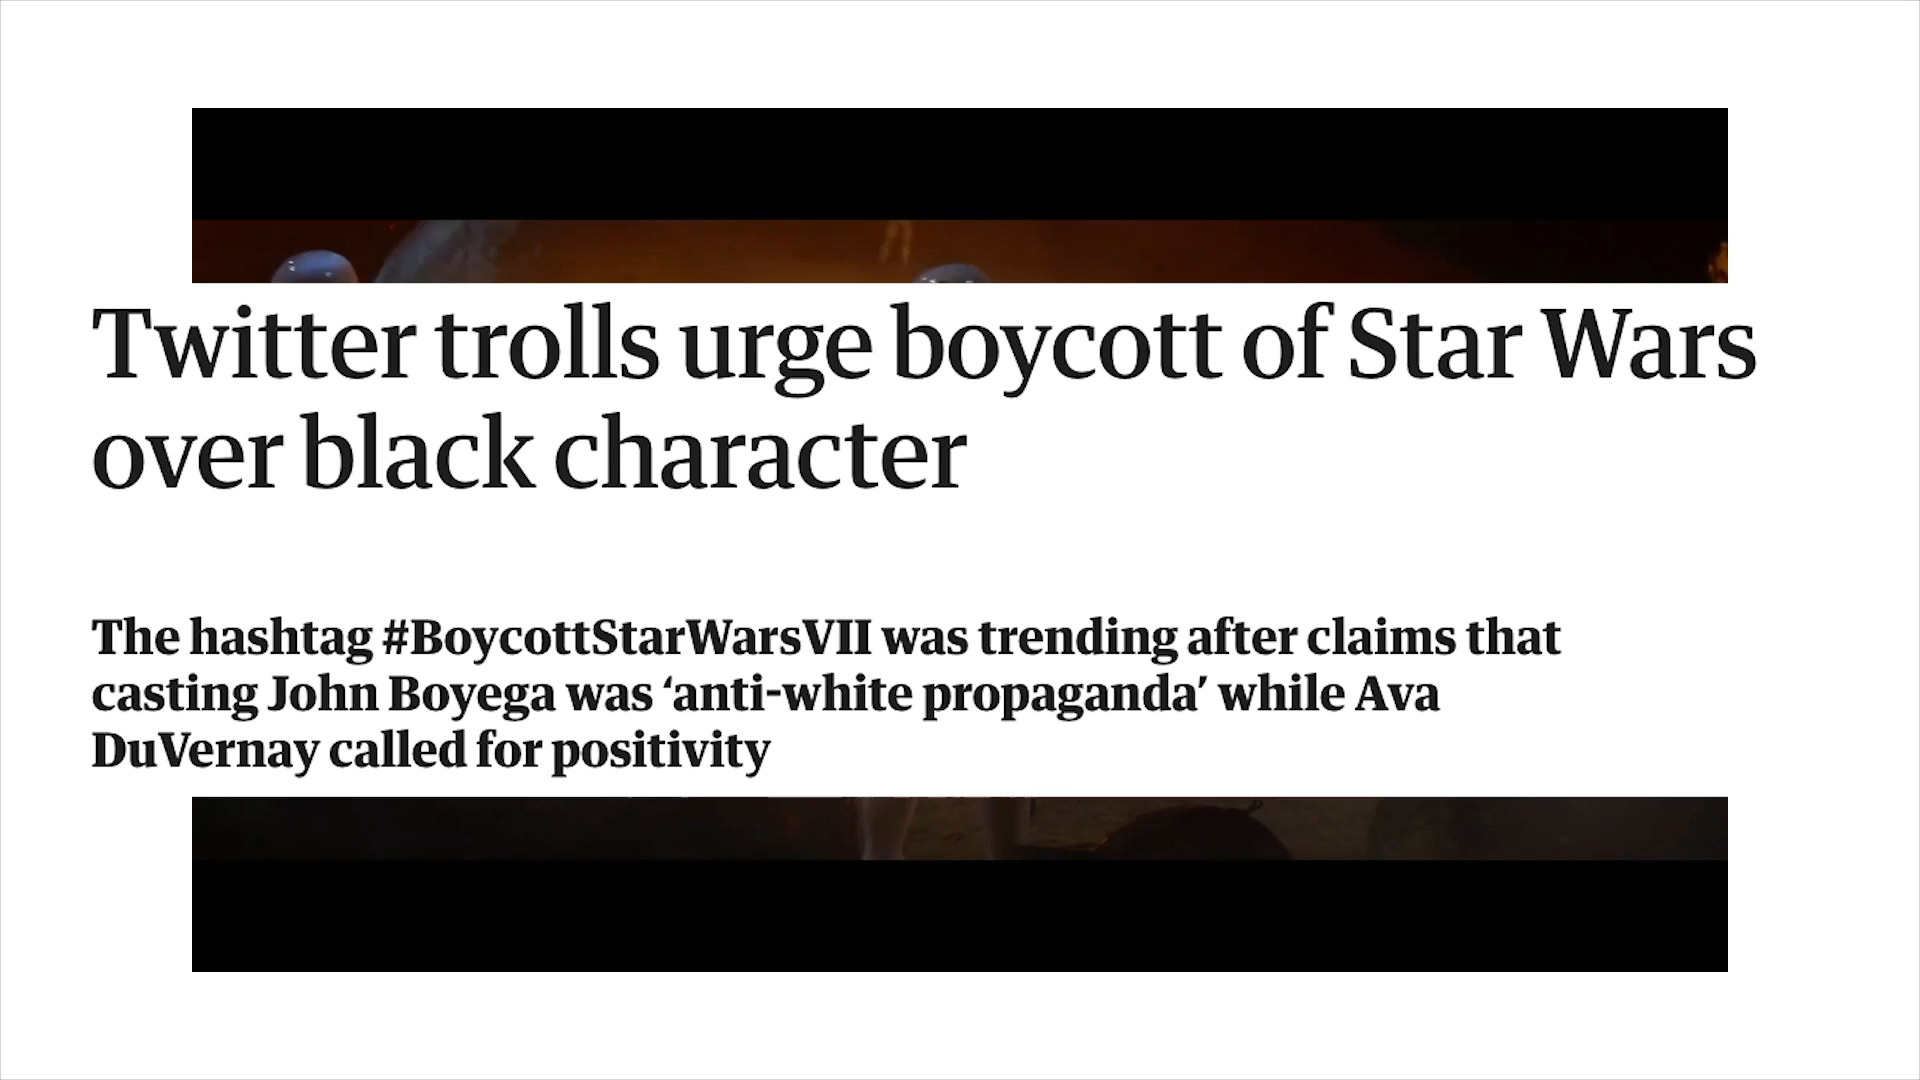 Twitter trolls urge boycott of Star Wars
over black character
The hashtag #BoycottStarWarsVII was trending after claims that
casting John Boyega was ‘anti-white propaganda’ while Ava
DuVernay called for positivity